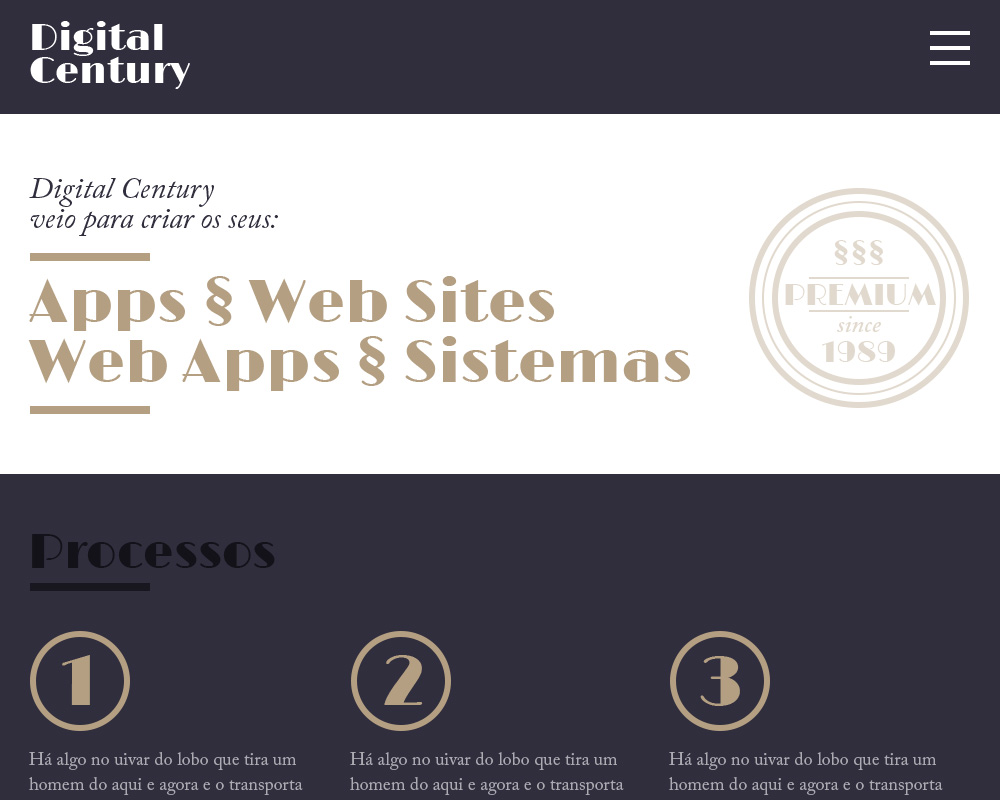 Digital
Century
Digital Century
veio para criar os seus:
Apps § Web Sites
Web Apps § Sistemas
§§§
PREMIUM
since
1989
Processos
1
2
3
Há algo no uivar do lobo que tira um
homem do aqui e agora e o transporta
Há algo no uivar do lobo que tira um
homem do aqui e agora e o transporta
Há algo no uivar do lobo que tira um
homem do aqui e agora e o transporta